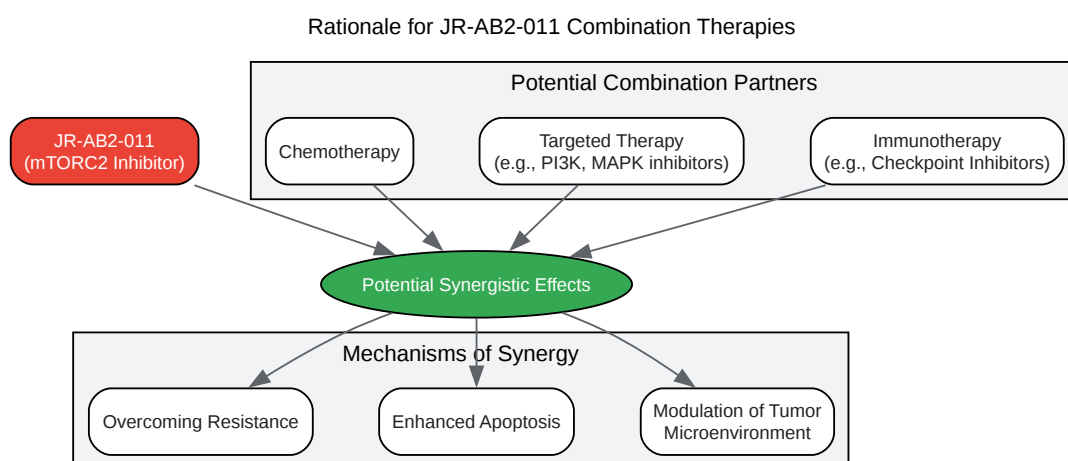 Rationale for JR-AB2-011 Combination Therapies
Potential Combination Partners
JR-AB2-011
(mTORC2 Inhibitor)
Chemotherapy
Targeted Therapy
(e.g., PI3K, MAPK inhibitors)
Immunotherapy
(e.g., Checkpoint Inhibitors)
Potential Synergistic Effects
Mechanisms of Synergy
Overcoming Resistance
Enhanced Apoptosis
Modulation of Tumor
Microenvironment